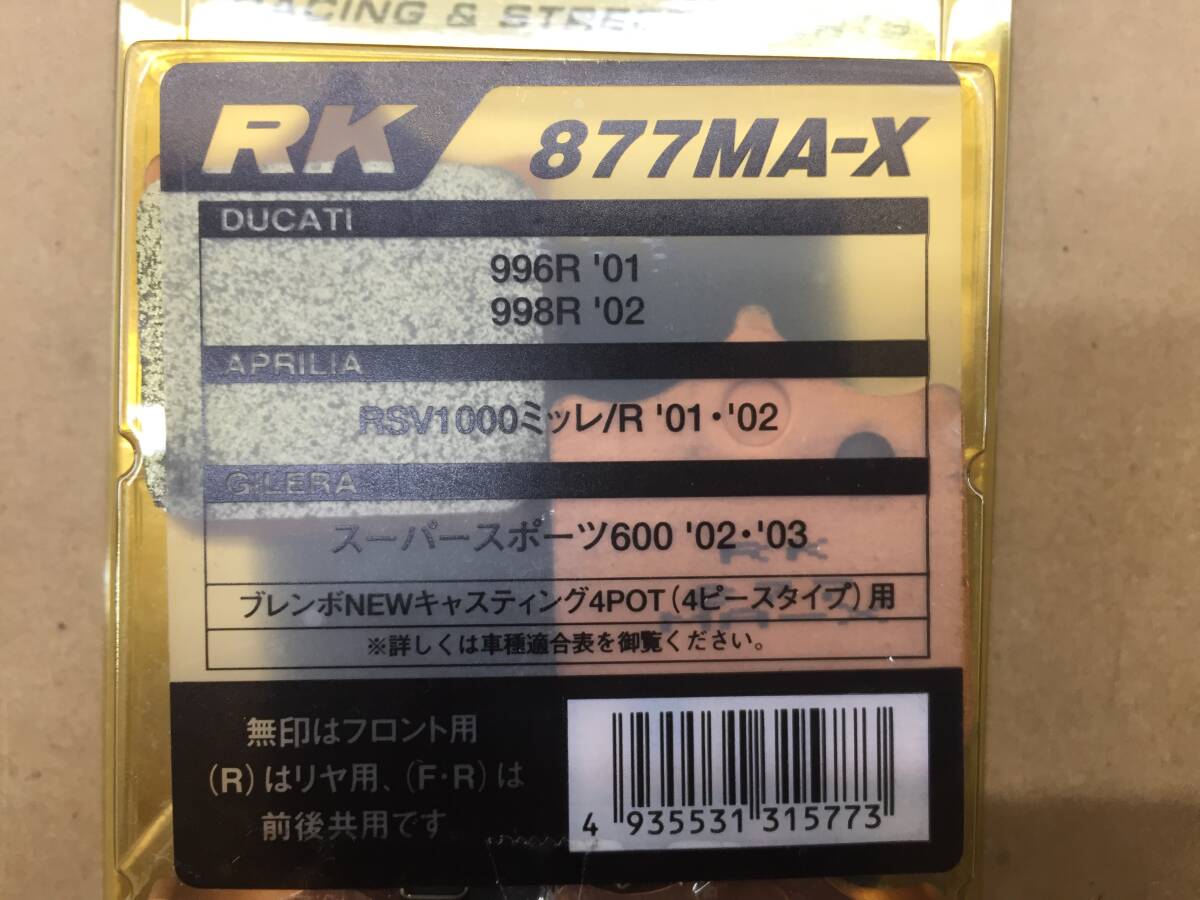 RACING & STREET
RK
877MA-X
DUCATI
996R '01
998R '02
APRILIA
RSV1000ミッレ/R '01・'02
GILERA
スーパースポーツ600 '02・'03
RK
MA-X
ブレンボNEWキャスティング4POT（4ピースタイプ）用
※詳しくは車種適合表を御覧ください。
無印はフロント用
（R）はリヤ用、（F・R）は
前後共用です
4 935531 315773